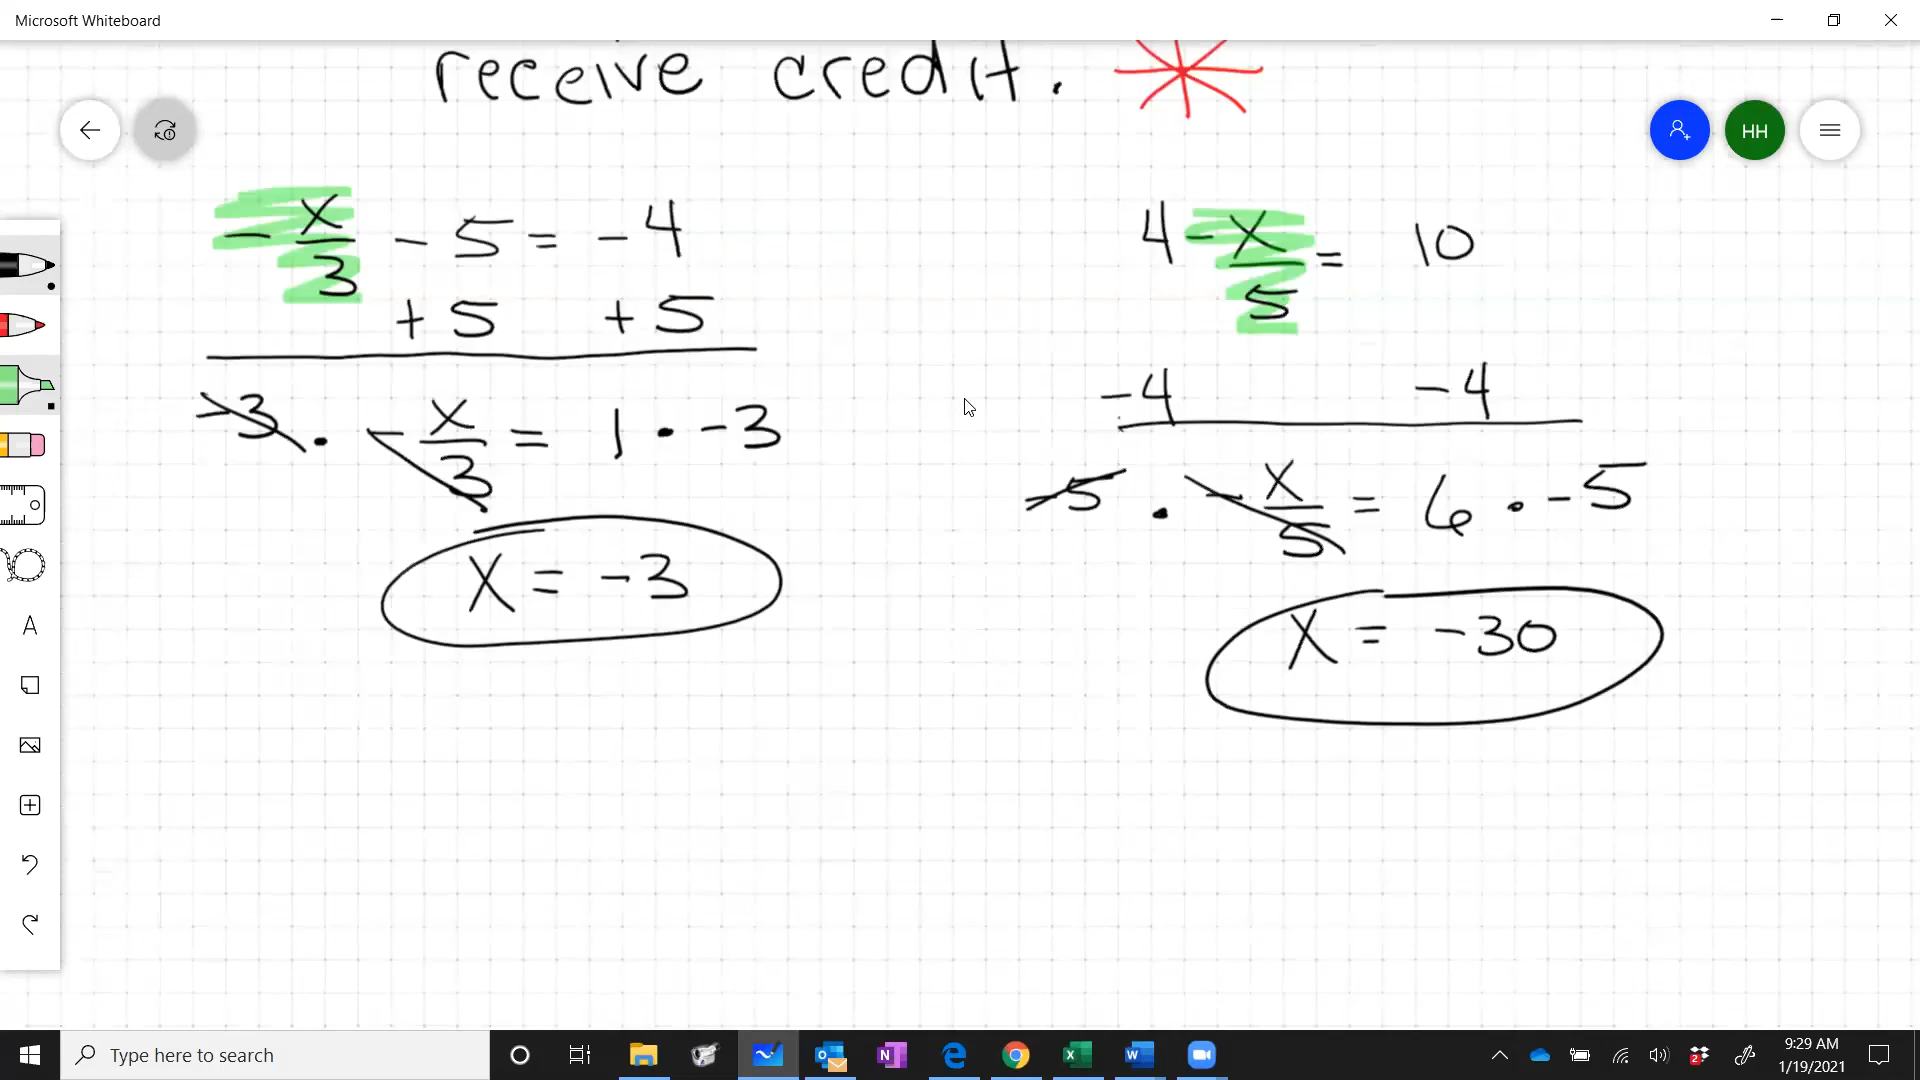 Microsoft Whiteboard
receive credit.
HH
- x/3 - 5 = -4
+ 5 + 5
-3 · - x/3 = 1 · -3
x = -3
4 - x/5 = 10
-4 -4
-5 · - x/5 = 6 · -5
x = -30
Type here to search
9:29 AM
1/19/2021